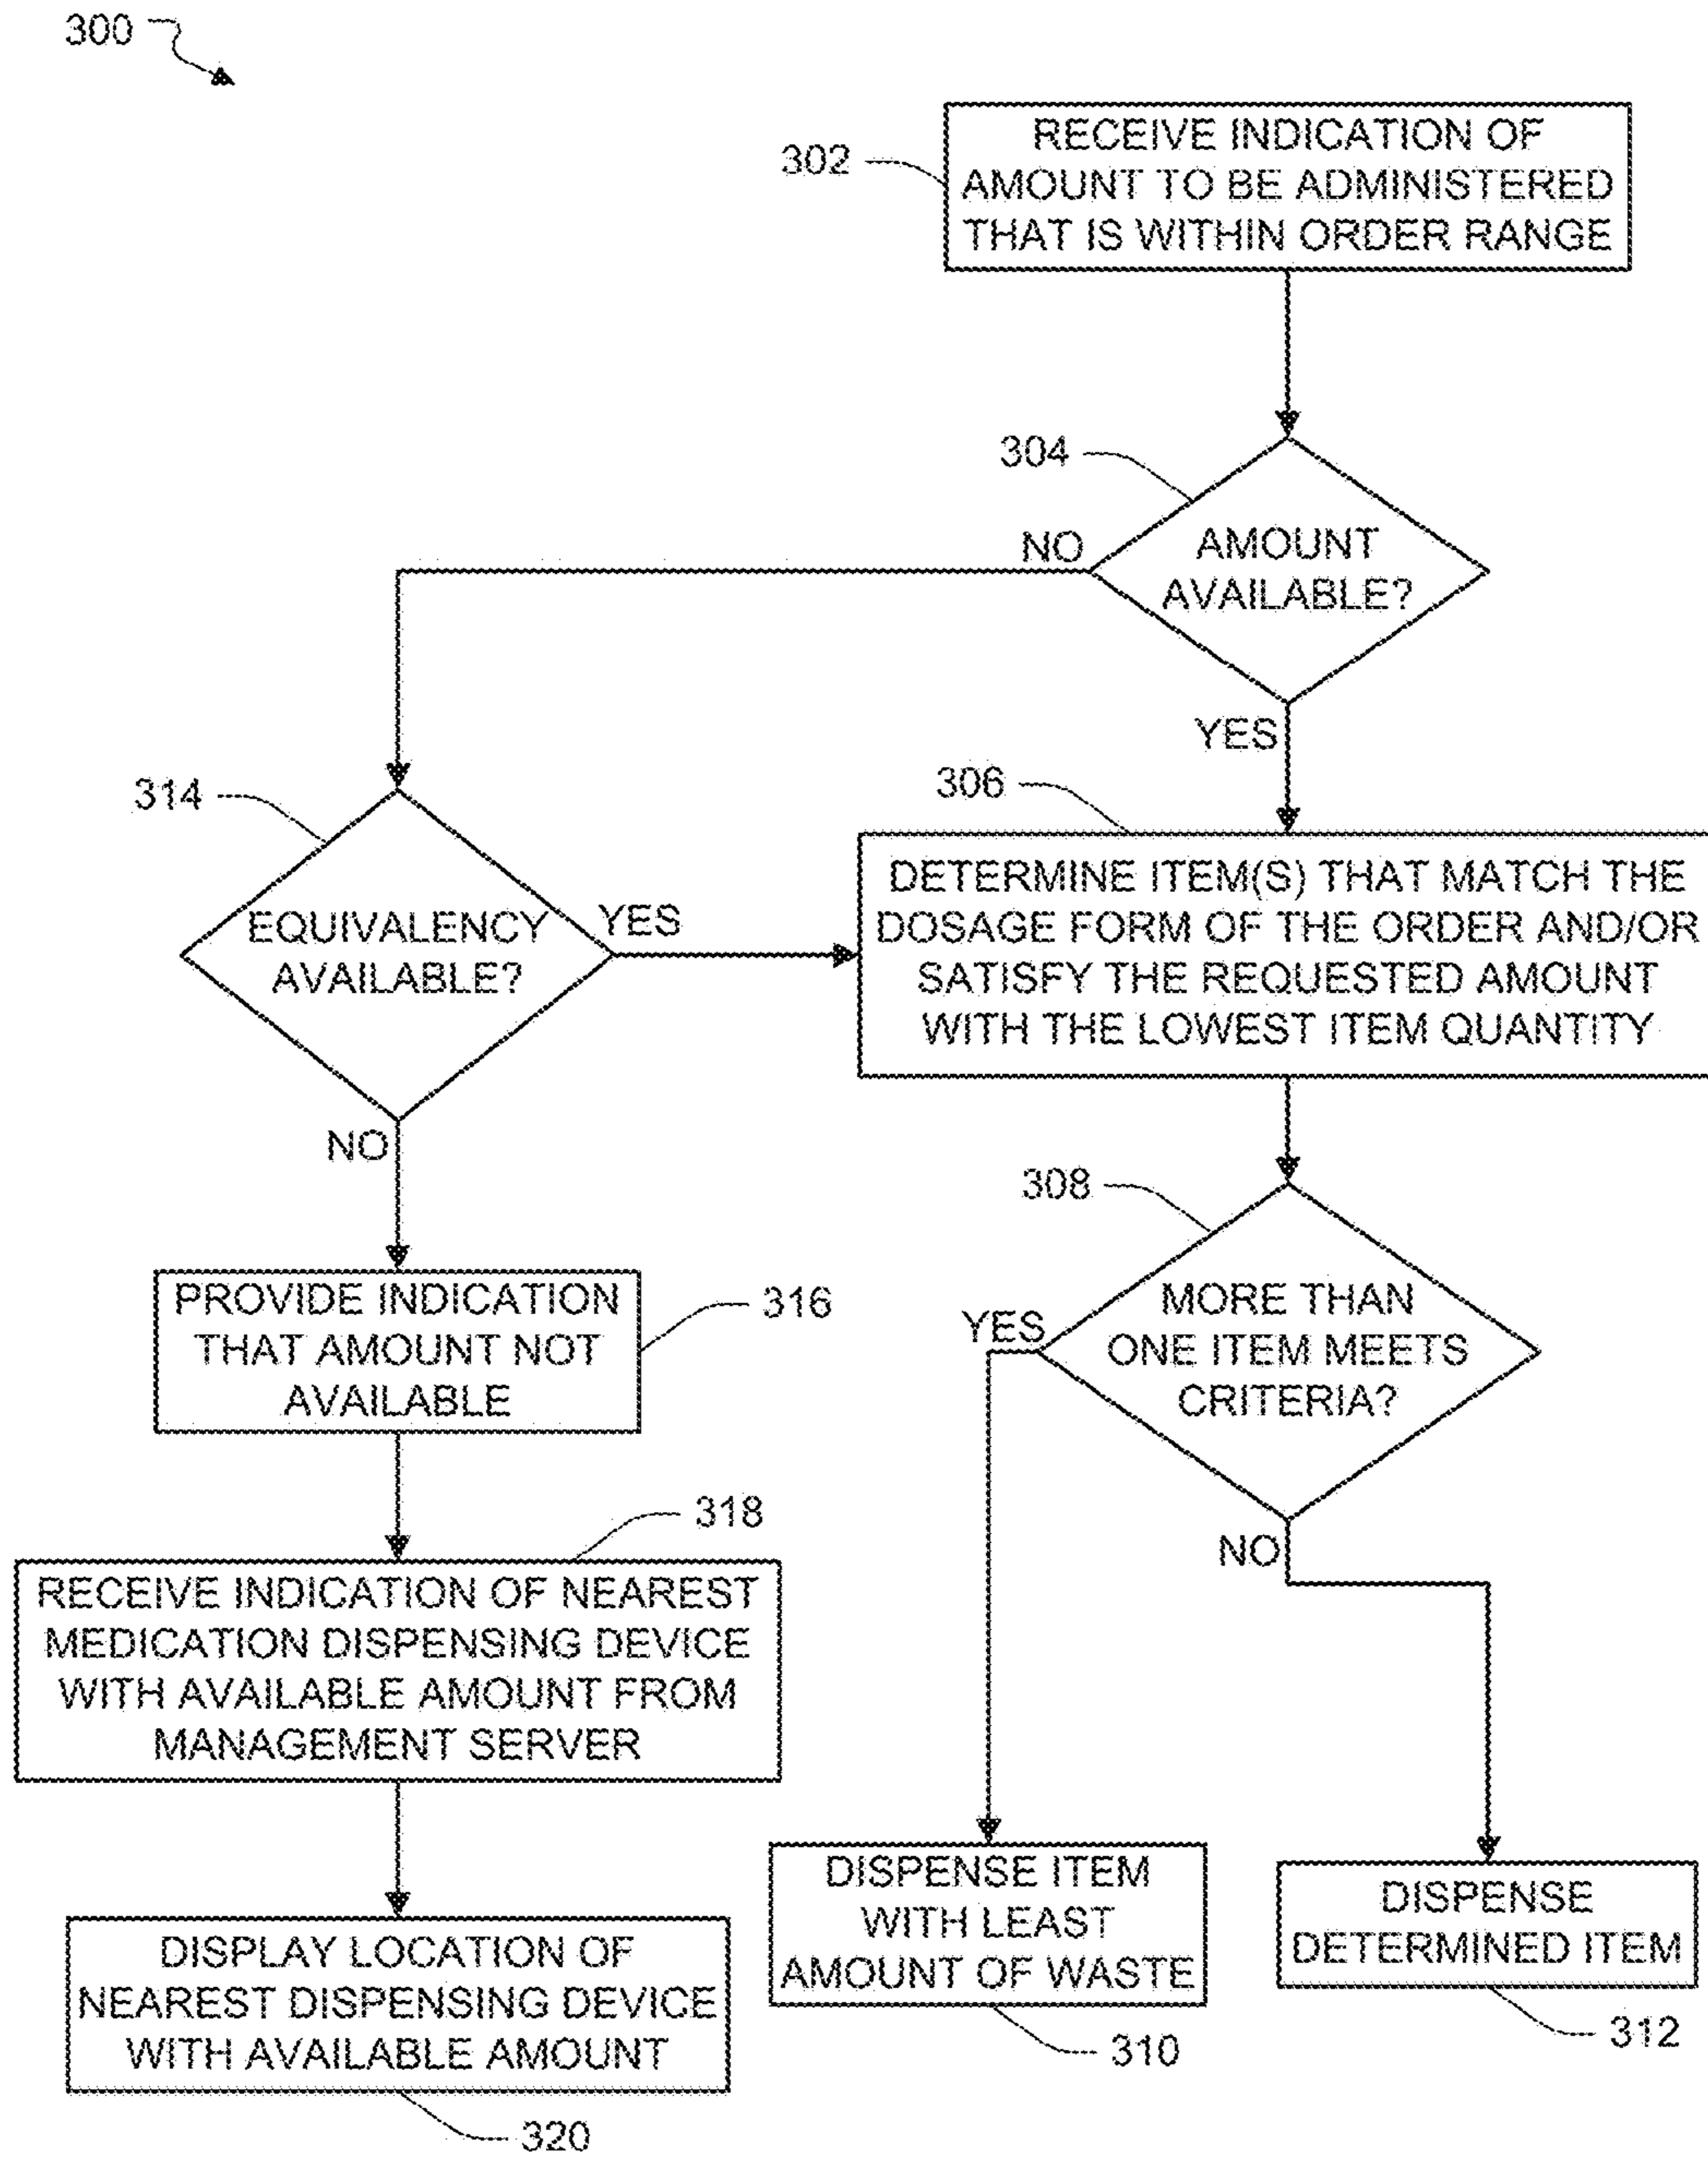 300
302
RECEIVE INDICATION OF
AMOUNT TO BE ADMINISTERED
THAT IS WITHIN ORDER RANGE
304
NO
AMOUNT
AVAILABLE?
YES
314
EQUIVALENCY
AVAILABLE?
YES
NO
306
DETERMINE ITEM(S) THAT MATCH THE
DOSAGE FORM OF THE ORDER AND/OR
SATISFY THE REQUESTED AMOUNT
WITH THE LOWEST ITEM QUANTITY
308
YES
MORE THAN
ONE ITEM MEETS
CRITERIA?
NO
PROVIDE INDICATION
THAT AMOUNT NOT
AVAILABLE
316
318
RECEIVE INDICATION OF NEAREST
MEDICATION DISPENSING DEVICE
WITH AVAILABLE AMOUNT FROM
MANAGEMENT SERVER
DISPLAY LOCATION OF
NEAREST DISPENSING DEVICE
WITH AVAILABLE AMOUNT
320
DISPENSE ITEM
WITH LEAST
AMOUNT OF WASTE
310
DISPENSE
DETERMINED ITEM
312